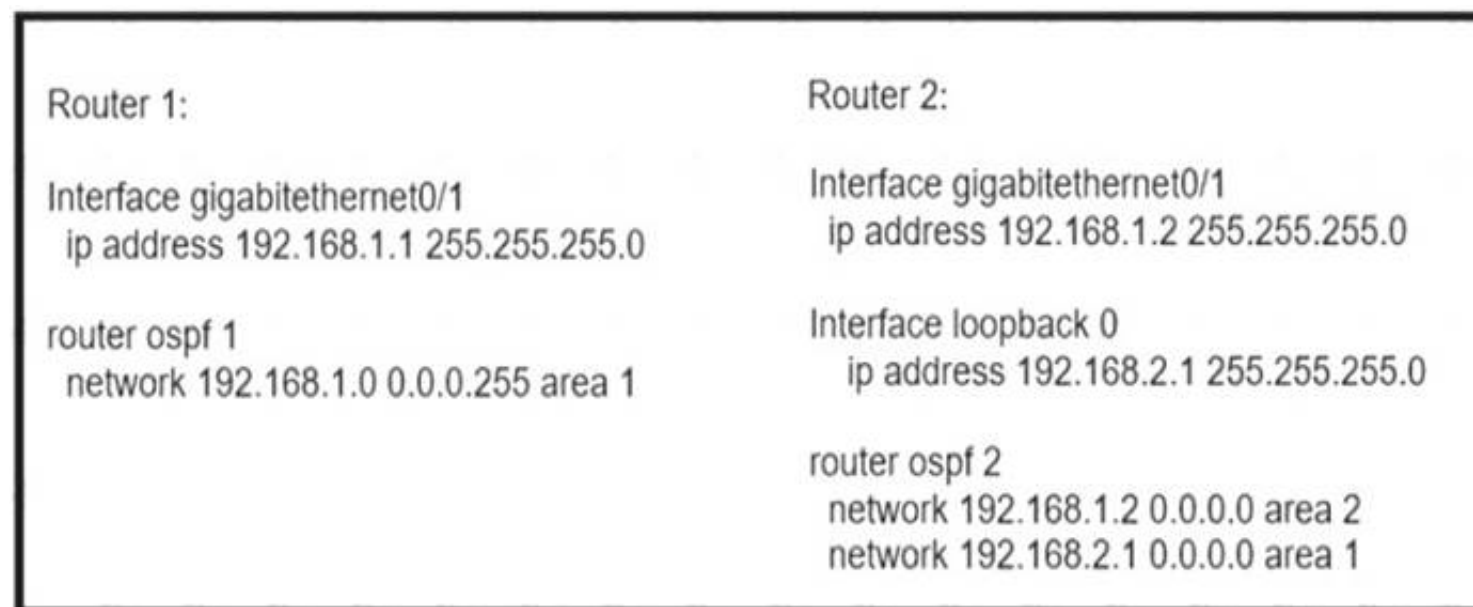 Router 1:
Interface gigabitethernet0/1
ip address 192.168.1.1 255.255.255.0
router ospf 1
network 192.168.1.0 0.0.0.255 area 1
Router 2:
Interface gigabitethernet0/1
ip address 192.168.1.2 255.255.255.0
Interface loopback 0
ip address 192.168.2.1 255.255.255.0
router ospf 2
network 192.168.1.2 0.0.0.0 area 2
network 192.168.2.1 0.0.0.0 area 1